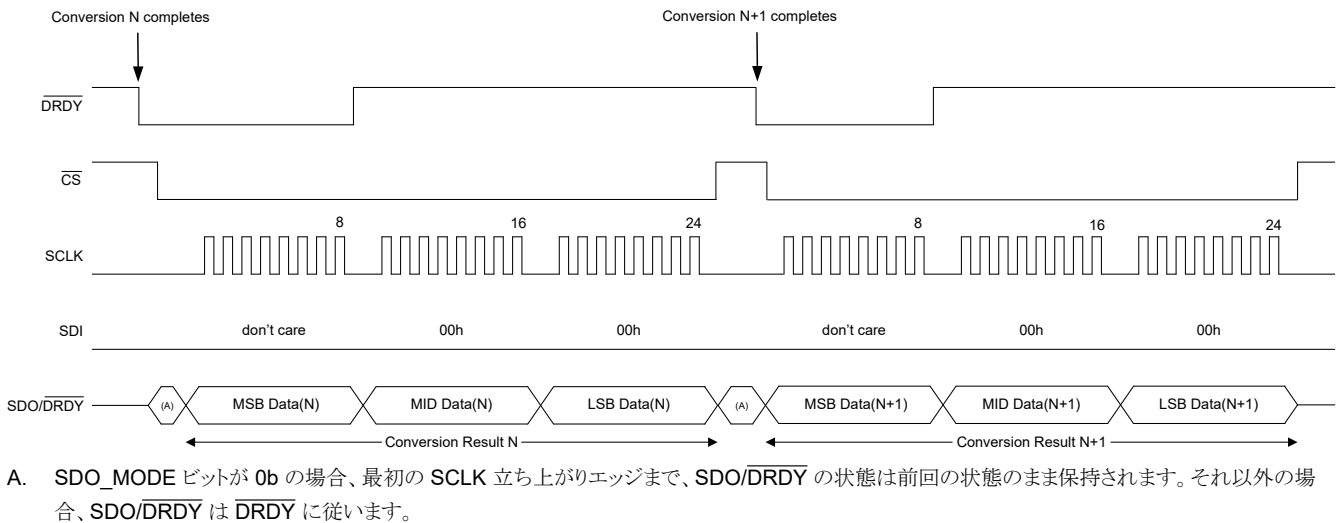 Conversion N completes
Conversion N+1 completes
DRDY
CS
8
16
24
8
16
24
SCLK
SDI
don't care
00h
00h
don't care
00h
00h
SDO/DRDY
(A)
MSB Data(N)
MID Data(N)
LSB Data(N)
(A)
MSB Data(N+1)
MID Data(N+1)
LSB Data(N+1)
Conversion Result N
Conversion Result N+1
A. SDO_MODE ビットが 0b の場合、最初の SCLK 立ち上がりエッジまで、SDO/DRDY の状態は前回の状態のまま保持されます。それ以外の場
合、SDO/DRDY は DRDY に従います。